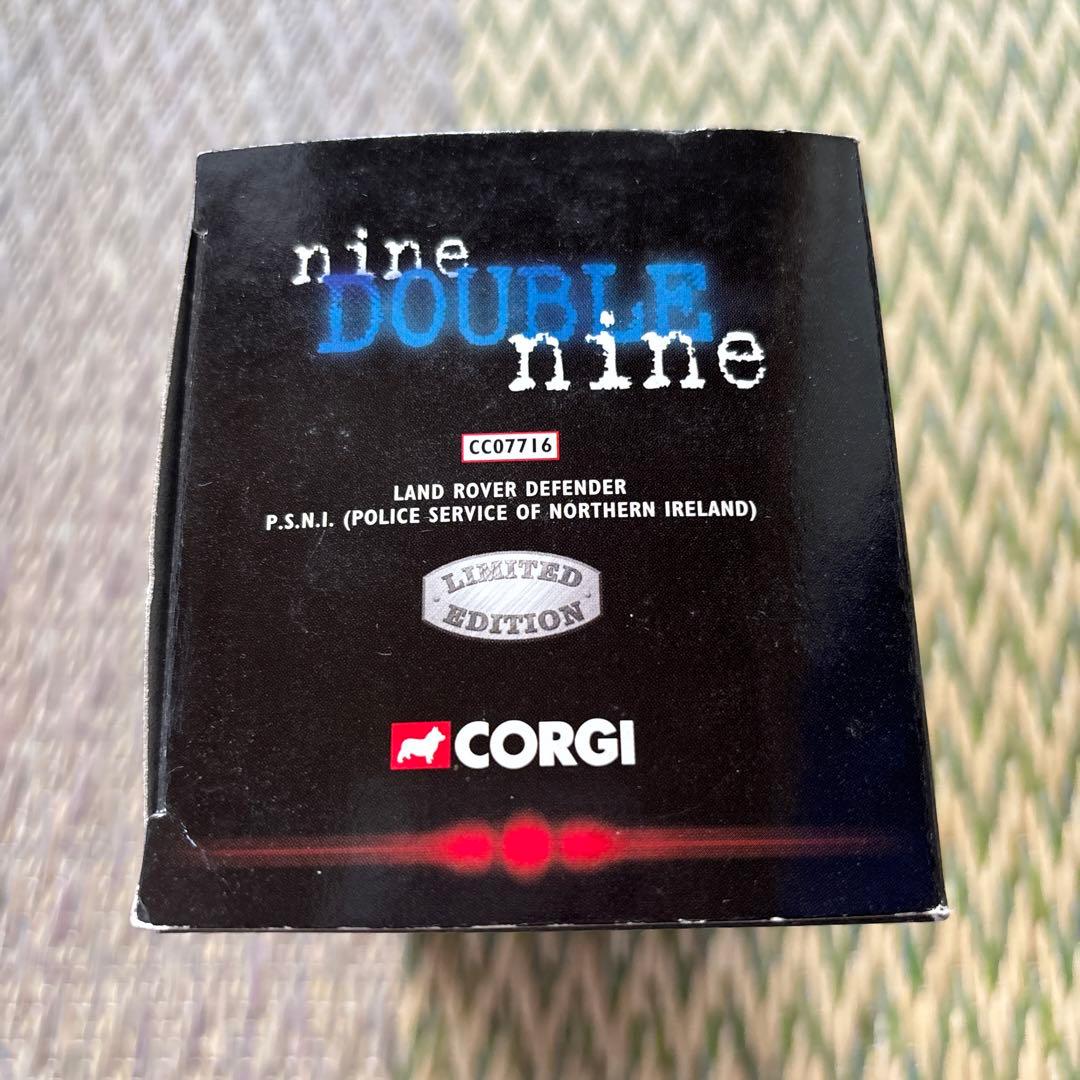 nine
DOUBLE
nine
CC07716
LAND ROVER DEFENDER
P.S.N.I. (POLICE SERVICE OF NORTHERN IRELAND)
LIMITED
EDITION
CORGI